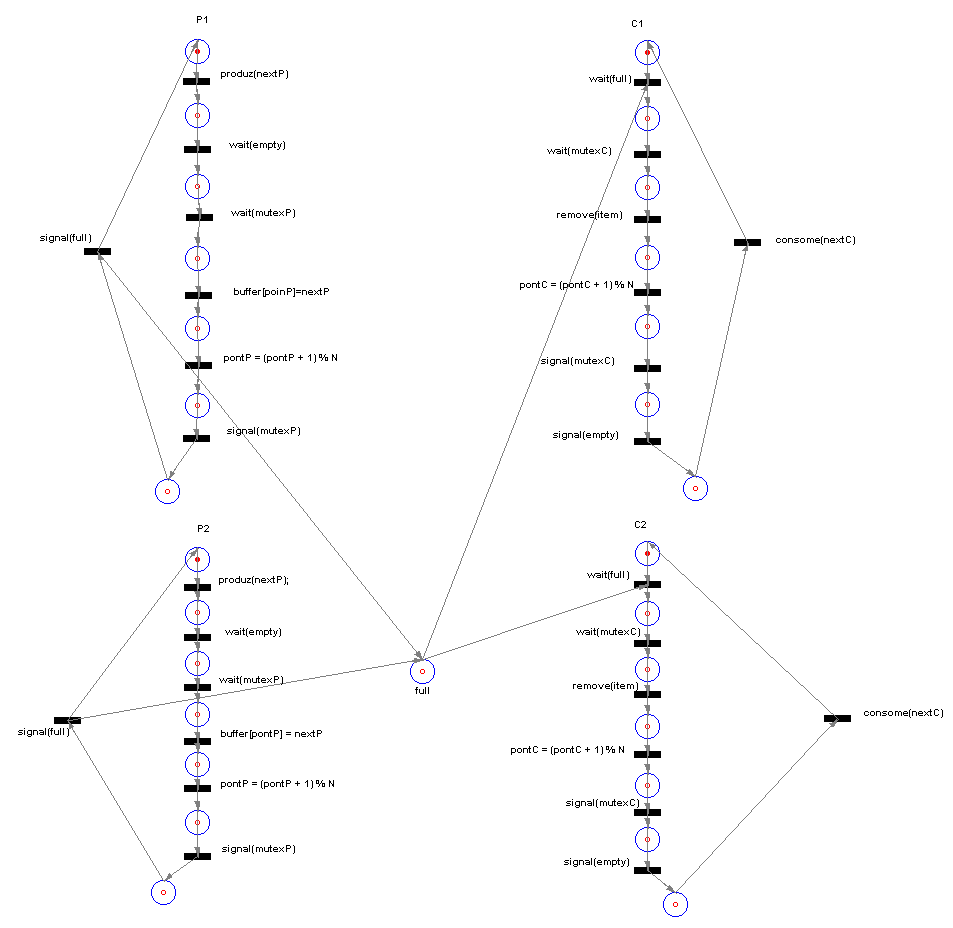 P1
produz(nextP)
wait(empty)
wait(mutexP)
signal(full)
buffer[poinP]=nextP
pontP = (pontP + 1) % N
signal(mutexP)
C1
wait(full)
wait(mutexC)
remove(item)
consome(nextC)
pontC = (pontC + 1) % N
signal(mutexC)
signal(empty)
P2
produz(nextP);
wait(empty)
wait(mutexP)
signal(full)
buffer[pontP] = nextP
pontP = (pontP + 1) % N
signal(mutexP)
full
C2
wait(full)
wait(mutexC)
remove(item)
consome(nextC)
pontC = (pontC + 1) % N
signal(mutexC)
signal(empty)